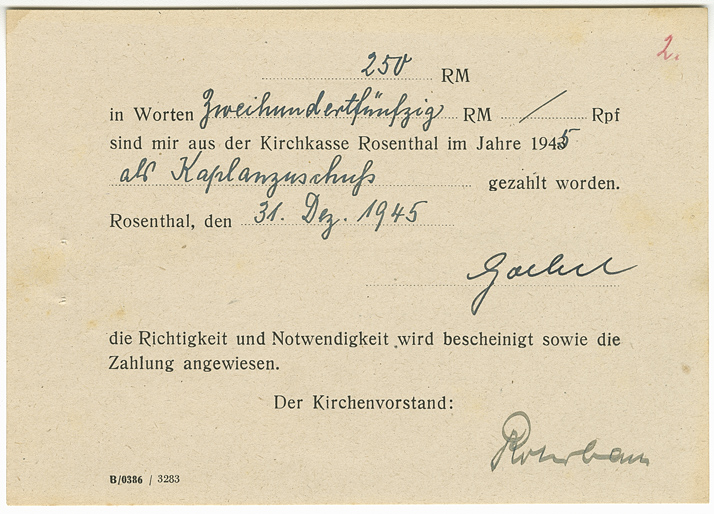 2.
250 RM
in Worten Zweihundertfünfzig RM / Rpf
sind mir aus der Kirchkasse Rosenthal im Jahre 1945
als Kaplanzuschuß gezahlt worden.
Rosenthal, den 31. Dez. 1945
Goebel
die Richtigkeit und Notwendigkeit wird bescheinigt sowie die
Zahlung angewiesen.
Der Kirchenvorstand:
B/0386 / 3283